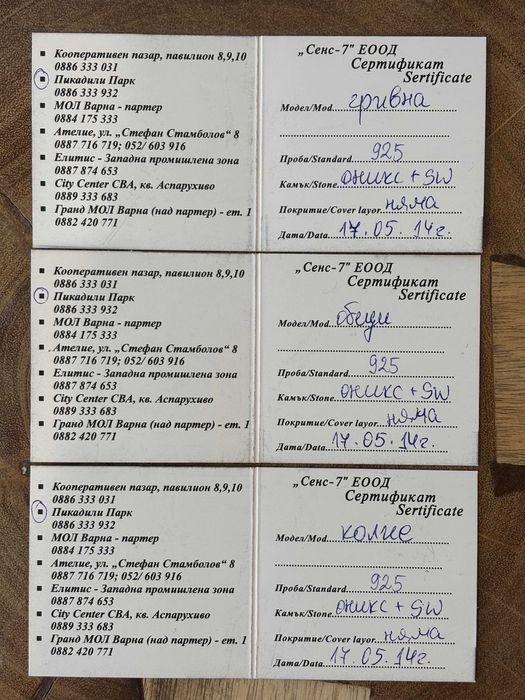 Кооперативен пазар, павилион 8,9,10
0886 333 031
Пикадили Парк
0886 333 932
МОЛ Варна - партер
0884 175 333
Ателие, ул. „Стефан Стамболов“ 8
0887 716 719; 052/ 603 916
Елитис - Западна промишлена зона
0887 874 653
City Center СВА, кв. Аспарухиво
0889 333 683
Гранд МОЛ Варна (над партер) - ет. 1
0882 420 771
„Сенс-7" ЕООД
Сертификат
Sertificate
Модел/Mod. гривна
Проба/Standard 925
Камък/Stone. оникс + SW
Покритие/Cover layor. няма
Дата/Data 17.05.14г.
Кооперативен пазар, павилион 8,9,10
0886 333 031
Пикадили Парк
0886 333 932
МОЛ Варна - партер
0884 175 333
Ателие, ул. „Стефан Стамболов“ 8
0887 716 719; 052/ 603 916
Елитис - Западна промишлена зона
0887 874 653
City Center СВА, кв. Аспарухиво
0889 333 683
Гранд МОЛ Варна (над партер) - ет. 1
0882 420 771
„Сенс-7" ЕООД
Сертификат
Sertificate
Модел/Mod. обеци
Проба/Standard 925
Камък/Stone. оникс + SW
Покритие/Cover layor. няма
Дата/Data 17.05.14г.
Кооперативен пазар, павилион 8,9,10
0886 333 031
Пикадили Парк
0886 333 932
МОЛ Варна - партер
0884 175 333
Ателие, ул. „Стефан Стамболов“ 8
0887 716 719; 052/ 603 916
Елитис - Западна промишлена зона
0887 874 653
City Center СВА, кв. Аспарухиво
0889 333 683
Гранд МОЛ Варна (над партер) - ет. 1
0882 420 771
„Сенс-7" ЕООД
Сертификат
Sertificate
Модел/Mod. колие
Проба/Standard 925
Камък/Stone. оникс + SW
Покритие/Cover layor. няма
Дата/Data 17.05.14г.